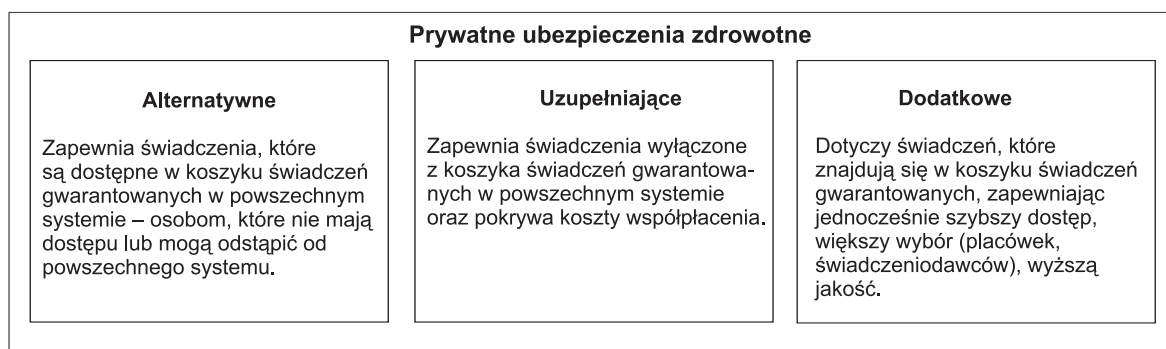 Prywatne ubezpieczenia zdrowotne
Alternatywne
Zapewnia świadczenia, które
są dostępne w koszyku świadczeń
gwarantowanych w powszechnym
systemie – osobom, które nie mają
dostępu lub mogą odstąpić od
powszechnego systemu.
Uzupełniające
Zapewnia świadczenia wyłączone
z koszyka świadczeń gwarantowa-
nych w powszechnym systemie
oraz pokrywa koszty współpłacenia.
Dodatkowe
Dotyczy świadczeń, które
znajdują się w koszyku świadczeń
gwarantowanych, zapewniając
jednocześnie szybszy dostęp,
większy wybór (placówek,
świadczeniodawców), wyższą
jakość.